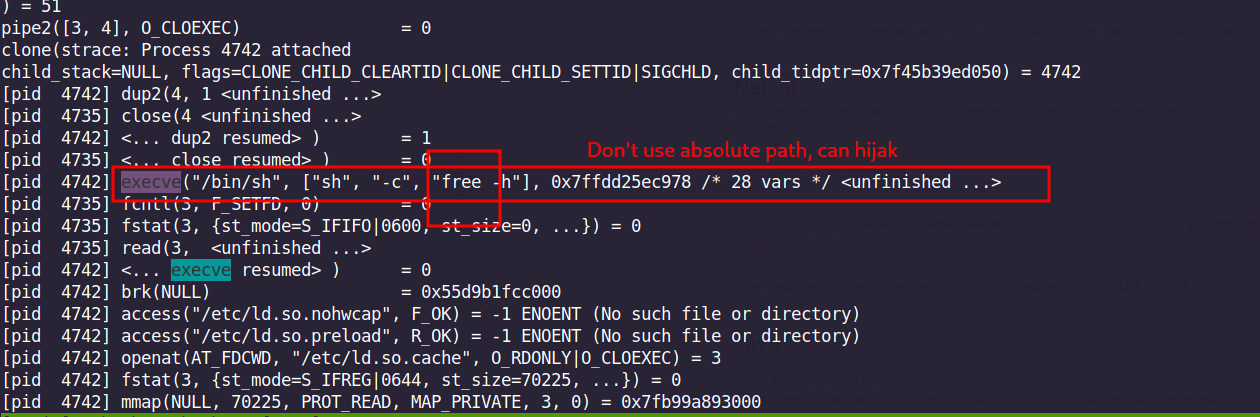 ) = 51
pipe2([3, 4], O_CLOEXEC) = 0
clone(strace: Process 4742 attached
child_stack=NULL, flags=CLONE_CHILD_CLEARTID|CLONE_CHILD_SETTID|SIGCHLD, child_tidptr=0x7f45b39ed050) = 4742
[pid 4742] dup2(4, 1 <unfinished ...>
[pid 4735] close(4 <unfinished ...>
[pid 4742] <... dup2 resumed> ) = 1
[pid 4735] <... close resumed> ) = 0
Don't use absolute path, can hijak
[pid 4742] execve("/bin/sh", ["sh", "-c", "free -h"], 0x7ffdd25ec978 /* 28 vars */ <unfinished ...>
[pid 4735] fcntl(3, F_SETFD, 0) = 0
[pid 4735] fstat(3, {st_mode=S_IFIFO|0600, st_size=0, ...}) = 0
[pid 4735] read(3, <unfinished ...>
[pid 4742] <... execve resumed> ) = 0
[pid 4742] brk(NULL) = 0x55d9b1fcc000
[pid 4742] access("/etc/ld.so.nohwcap", F_OK) = -1 ENOENT (No such file or directory)
[pid 4742] access("/etc/ld.so.preload", R_OK) = -1 ENOENT (No such file or directory)
[pid 4742] openat(AT_FDCWD, "/etc/ld.so.cache", O_RDONLY|O_CLOEXEC) = 3
[pid 4742] fstat(3, {st_mode=S_IFREG|0644, st_size=70225, ...}) = 0
[pid 4742] mmap(NULL, 70225, PROT_READ, MAP_PRIVATE, 3, 0) = 0x7fb99a893000